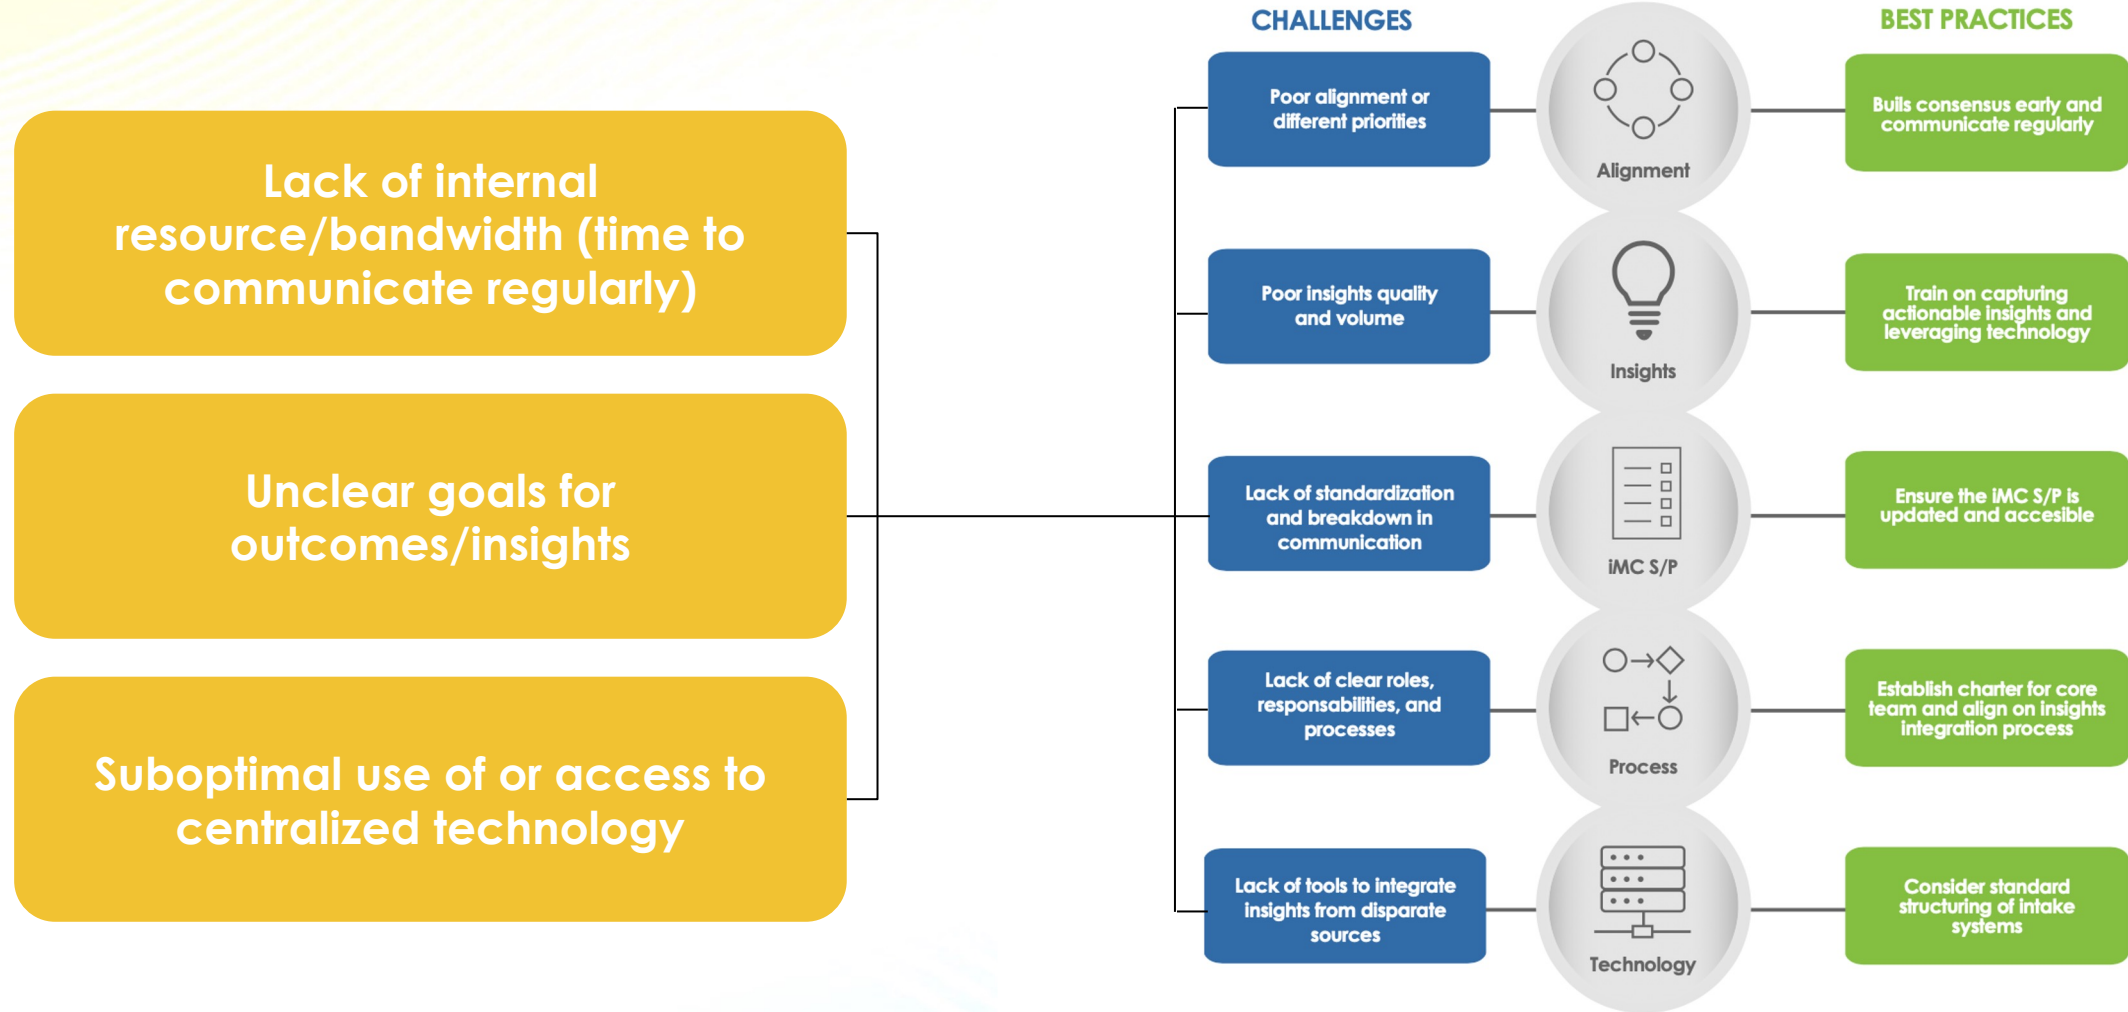 Lack of internal
resource/bandwidth (time to
communicate regularly)
Unclear goals for
outcomes/insights
Suboptimal use of or access to
centralized technology
CHALLENGES
BEST PRACTICES
Poor alignment or
different priorities
Alignment
Buils consensus early and
communicate regularly
Poor insights quality
and volume
Insights
Train on capturing
actionable insights and
leveraging technology
Lack of standardization
and breakdown in
communication
iMC S/P
Ensure the iMC S/P is
updated and accesible
Lack of clear roles,
responsabilities, and
processes
Process
Establish charter for core
team and align on insights
integration process
Lack of tools to integrate
insights from disparate
sources
Technology
Consider standard
structuring of intake
systems